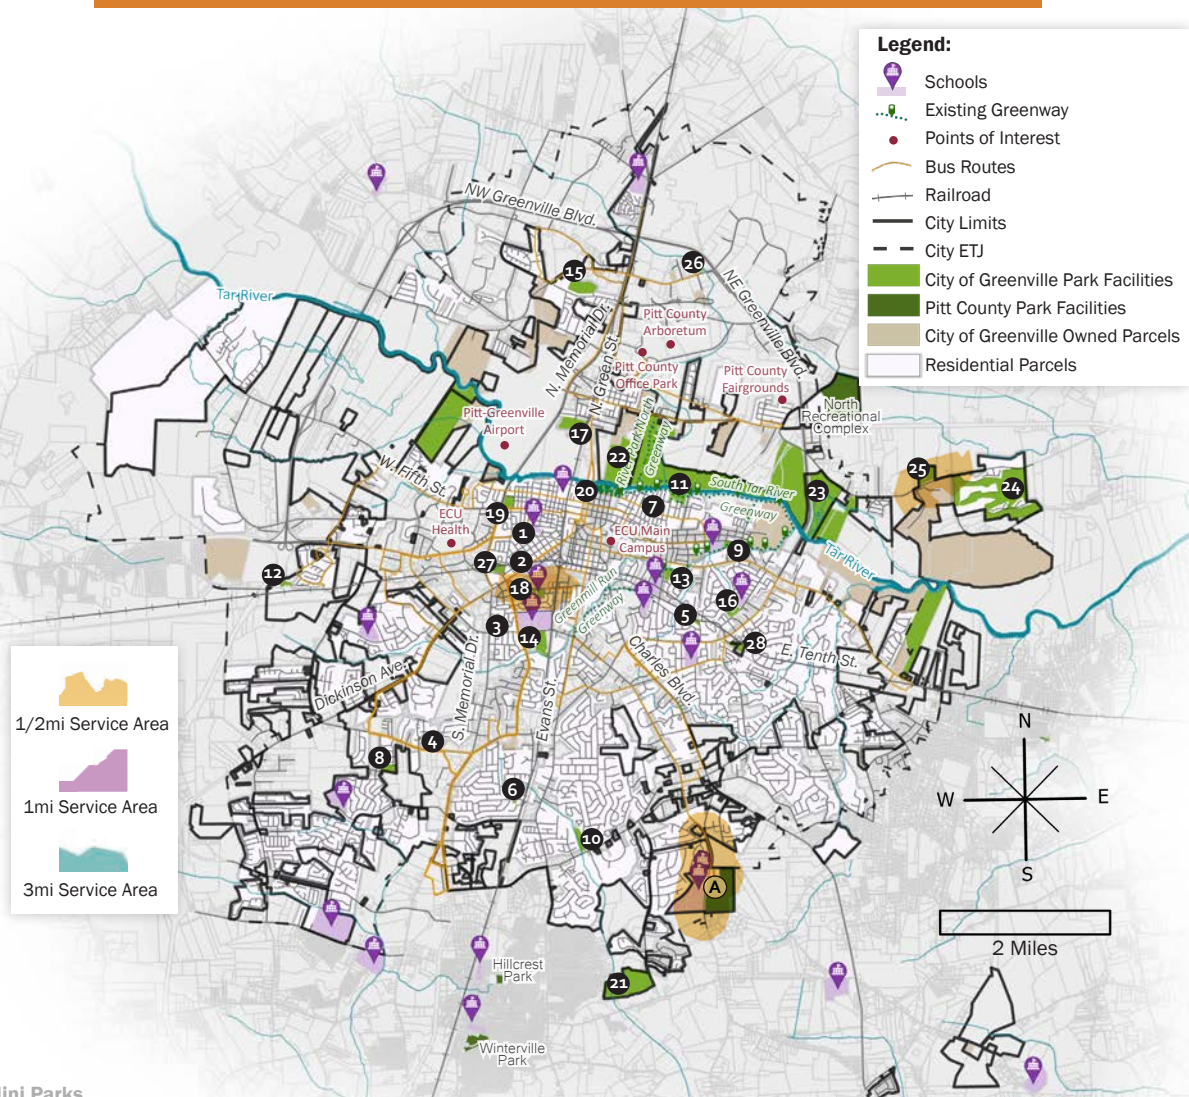 Legend:
Schools
Existing Greenway
Points of Interest
Bus Routes
Railroad
City Limits
City ETJ
City of Greenville Park Facilities
Pitt County Park Facilities
City of Greenville Owned Parcels
Residential Parcels
NW Greenville Blvd.
26
15
NE Greenville Blvd.
Tar River
Pitt County
Arboretum
N. Memorial Dr.
N. Green St.
Pitt County
Office Park
Pitt County
Fairgrounds
North
Recreational
Complex
Pitt-Greenville
Airport
17
River Park North
Greenway
22
W. Fifth St.
25
24
11
South Tar River
Greenway
23
20
7
19
ECU
Health
1
ECU Main
Campus
9
Tar River
27
2
12
13
18
Greenmill Run
Greenway
16
5
3
14
28
E. Tenth St.
Charles Blvd.
Dickinson Ave.
S. Memorial Dr.
Evans St.
1/2mi Service Area
1mi Service Area
3mi Service Area
4
8
6
10
A
N
W
E
S
2 Miles
Hillcrest
Park
21
Winterville
Park
ini Parks